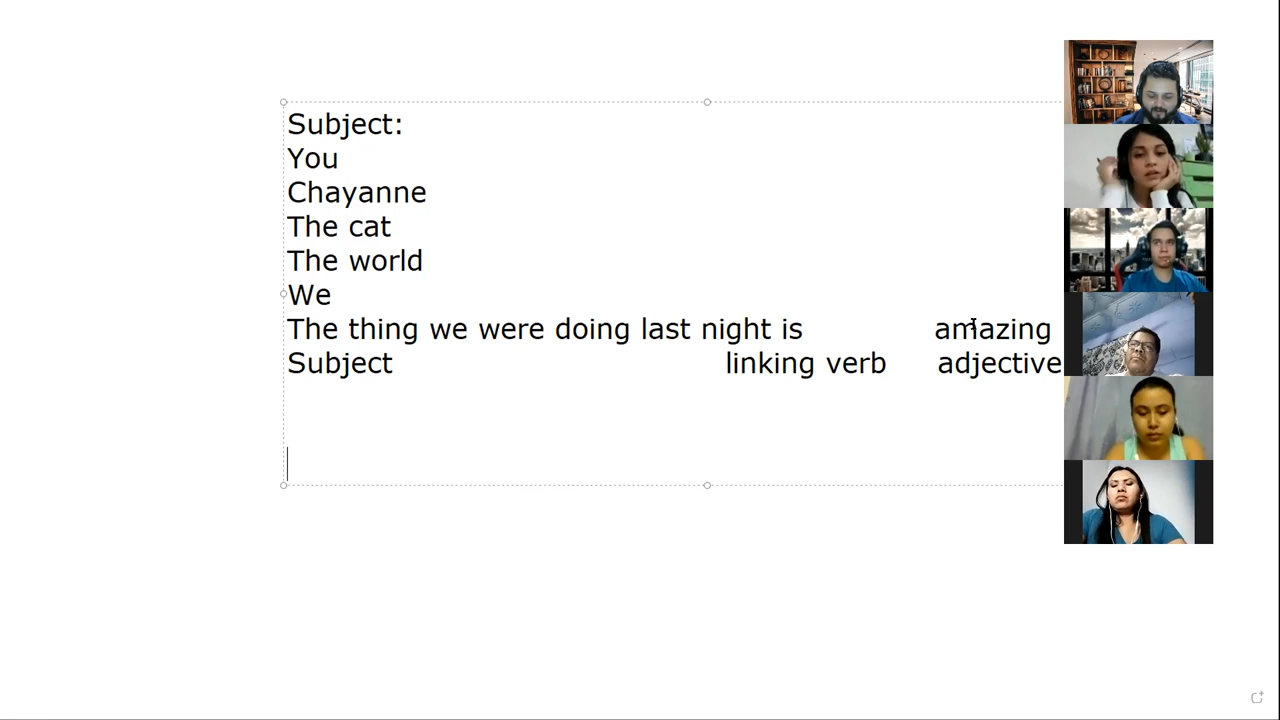 Subject:
You
Chayanne
The cat
The world
We
The thing we were doing last night is amazing
Subject linking verb adjective